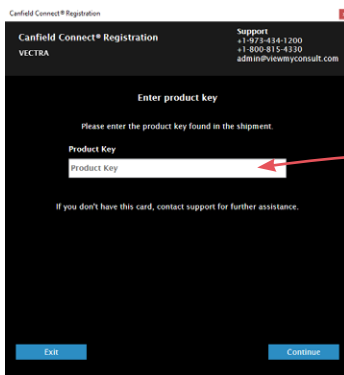 Canfield Connect® Registration
Canfield Connect® Registration
VECTRA
Support
+1-973-434-1200
+1-800-815-4330
admin@viewmyconsult.com
Enter product key
Please enter the product key found in the shipment.
Product Key
Product Key
If you don't have this card, contact support for further assistance.
Exit
Continue